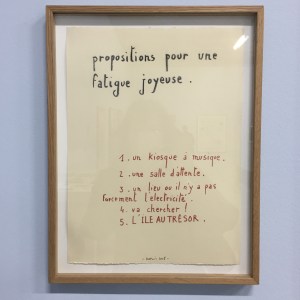 propositions pour une
fatigue joyeuse.
1. un kiosque à musique.
2. une salle d'attente.
3. un lieu où il n'y a pas
forcément l'électricité.
4. va chercher !
5. L'ÎLE AU TRÉSOR.